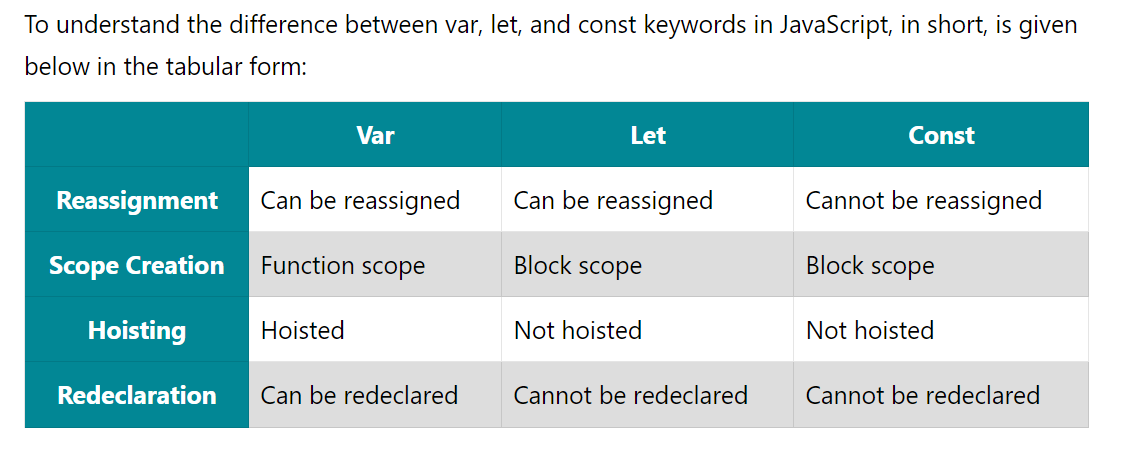 To understand the difference between var, let, and const keywords in JavaScript, in short, is given
below in the tabular form:
Var Let Const
Reassignment Can be reassigned Can be reassigned Cannot be reassigned
Scope Creation Function scope Block scope Block scope
Hoisting Hoisted Not hoisted Not hoisted
Redeclaration Can be redeclared Cannot be redeclared Cannot be redeclared